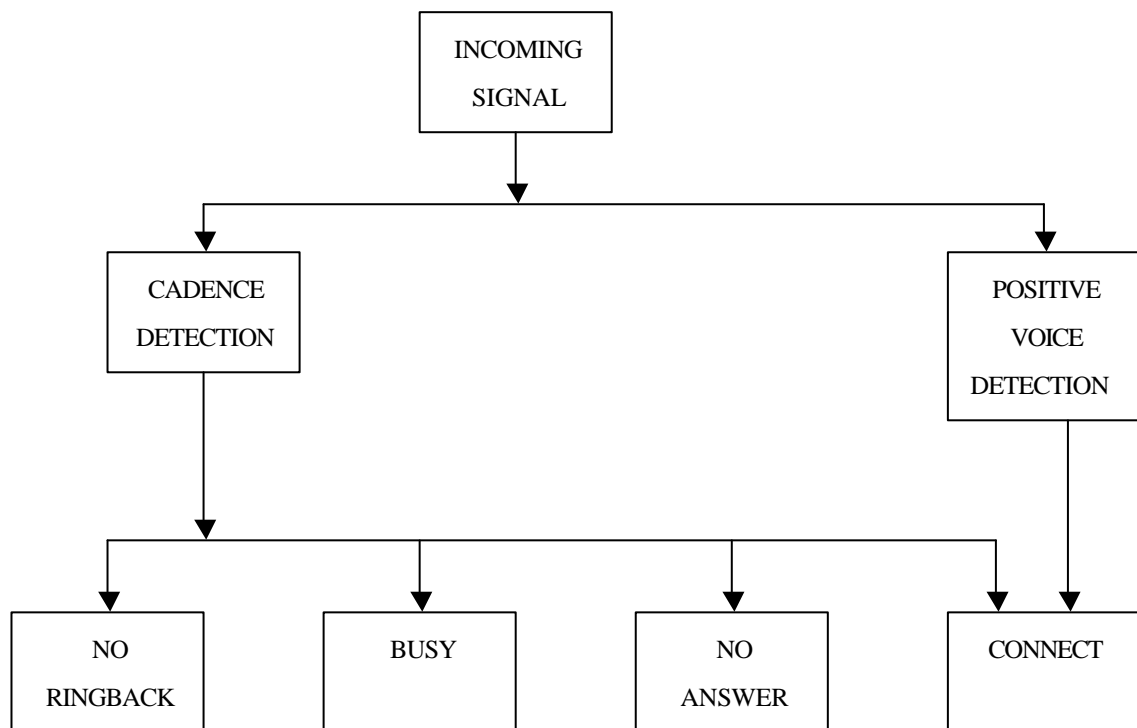 INCOMING
SIGNAL
CADENCE
DETECTION
POSITIVE
VOICE
DETECTION
NO
RINGBACK
BUSY
NO
ANSWER
CONNECT